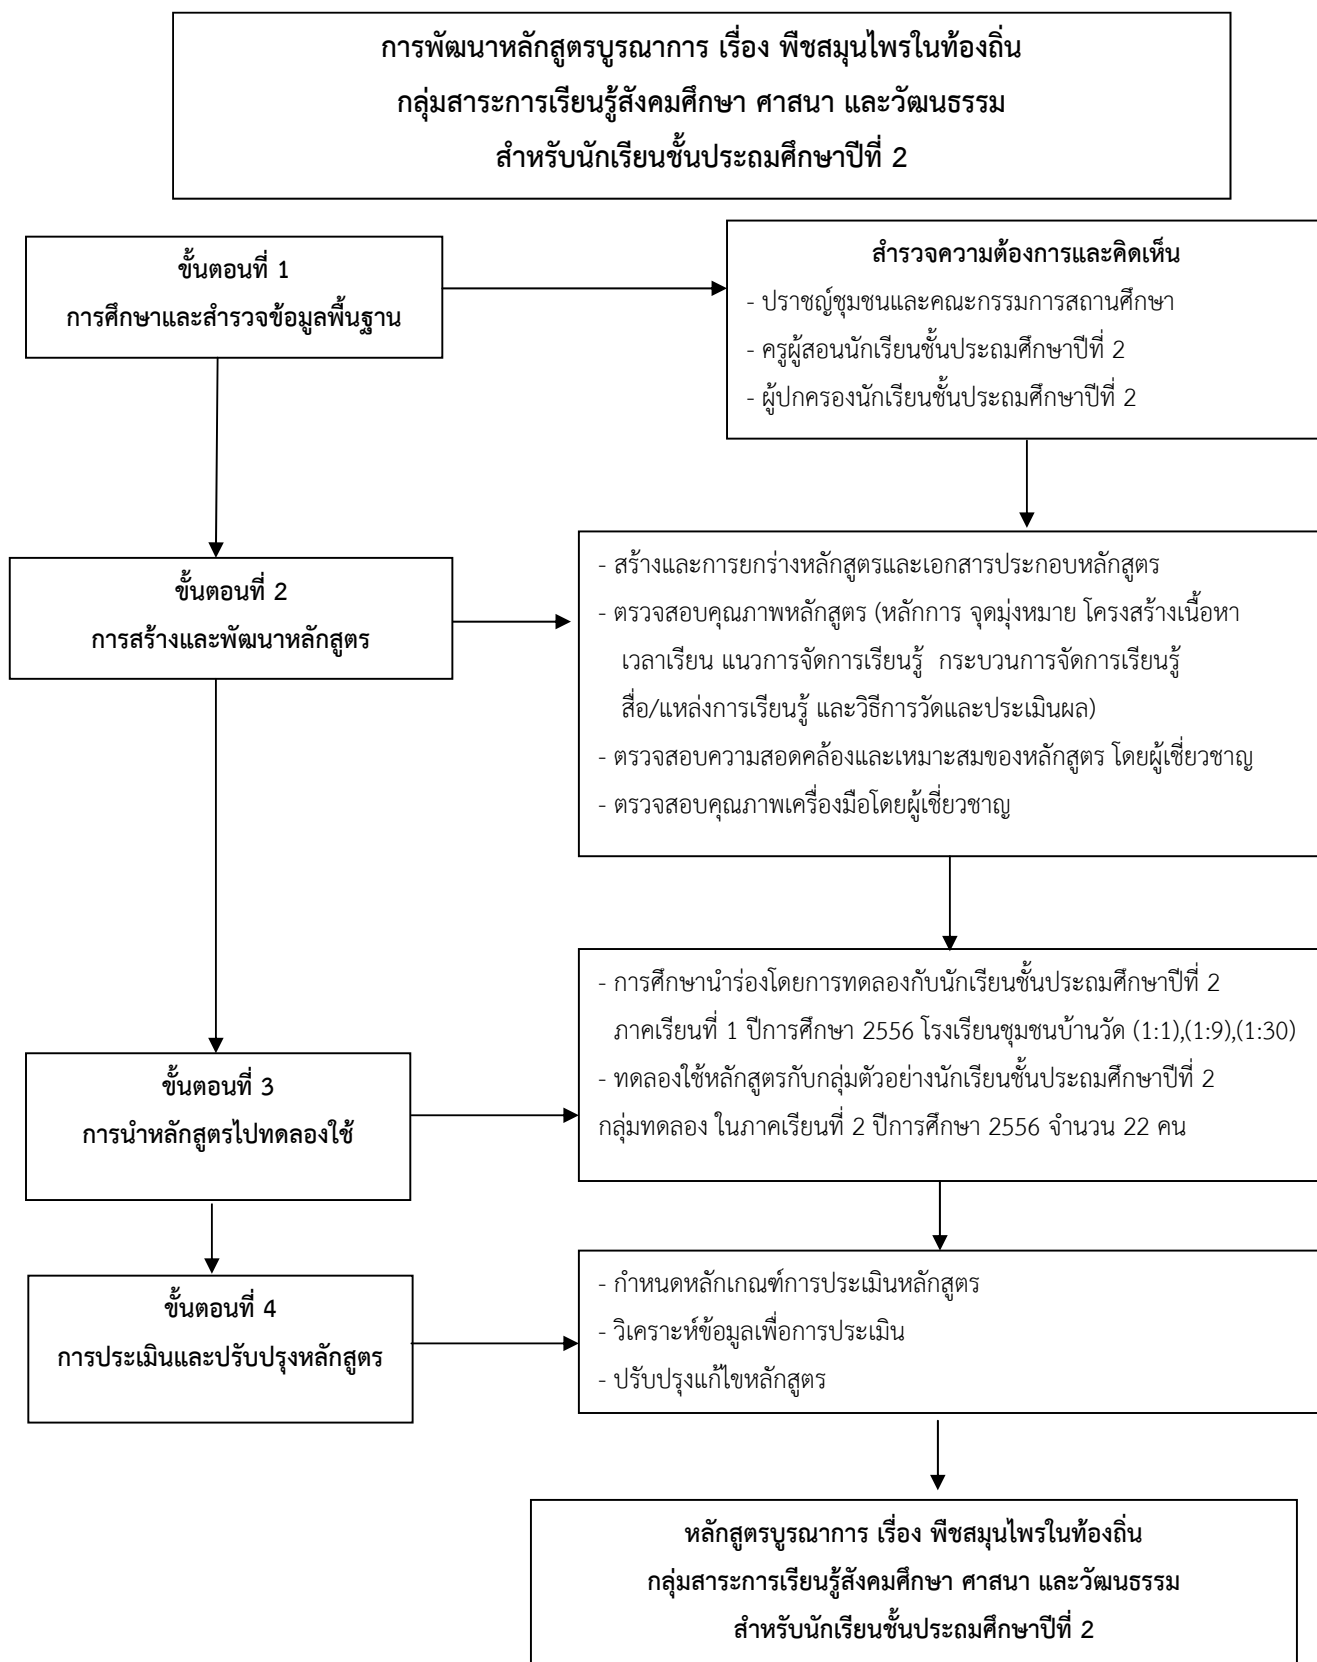 การพัฒนาหลักสูตรบูรณาการ เรื่อง พืชสมุนไพรในท้องถิ่น
กลุ่มสาระการเรียนรู้สังคมศึกษา ศาสนา และวัฒนธรรม
สำหรับนักเรียนชั้นประถมศึกษาปีที่ 2
ขั้นตอนที่ 1
การศึกษาและสำรวจข้อมูลพื้นฐาน
สำรวจความต้องการและคิดเห็น
- ปราชญ์ชุมชนและคณะกรรมการสถานศึกษา
- ครูผู้สอนนักเรียนชั้นประถมศึกษาปีที่ 2
- ผู้ปกครองนักเรียนชั้นประถมศึกษาปีที่ 2
ขั้นตอนที่ 2
การสร้างและพัฒนาหลักสูตร
- สร้างและการยกร่างหลักสูตรและเอกสารประกอบหลักสูตร
- ตรวจสอบคุณภาพหลักสูตร (หลักการ จุดมุ่งหมาย โครงสร้างเนื้อหา
เวลาเรียน แนวการจัดการเรียนรู้ กระบวนการจัดการเรียนรู้
สื่อ/แหล่งการเรียนรู้ และวิธีการวัดและประเมินผล)
- ตรวจสอบความสอดคล้องและเหมาะสมของหลักสูตร โดยผู้เชี่ยวชาญ
- ตรวจสอบคุณภาพเครื่องมือโดยผู้เชี่ยวชาญ
ขั้นตอนที่ 3
การนำหลักสูตรไปทดลองใช้
- การศึกษานำร่องโดยการทดลองกับนักเรียนชั้นประถมศึกษาปีที่ 2
ภาคเรียนที่ 1 ปีการศึกษา 2556 โรงเรียนชุมชนบ้านวัด (1:1),(1:9),(1:30)
- ทดลองใช้หลักสูตรกับกลุ่มตัวอย่างนักเรียนชั้นประถมศึกษาปีที่ 2
กลุ่มทดลอง ในภาคเรียนที่ 2 ปีการศึกษา 2556 จำนวน 22 คน
ขั้นตอนที่ 4
การประเมินและปรับปรุงหลักสูตร
- กำหนดหลักเกณฑ์การประเมินหลักสูตร
- วิเคราะห์ข้อมูลเพื่อการประเมิน
- ปรับปรุงแก้ไขหลักสูตร
หลักสูตรบูรณาการ เรื่อง พืชสมุนไพรในท้องถิ่น
กลุ่มสาระการเรียนรู้สังคมศึกษา ศาสนา และวัฒนธรรม
สำหรับนักเรียนชั้นประถมศึกษาปีที่ 2